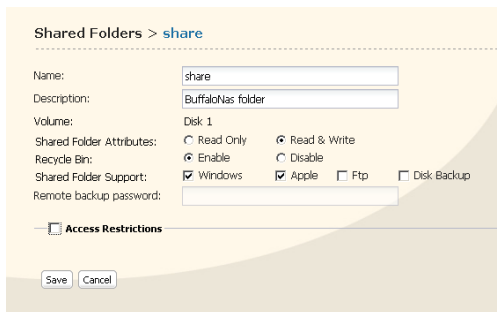 Shared Folders > share
Name: share
Description: BuffaloNas folder
Volume: Disk 1
Shared Folder Attributes: Read Only Read & Write
Recycle Bin: Enable Disable
Shared Folder Support: Windows Apple Ftp Disk Backup
Remote backup password:
Access Restrictions
Save Cancel